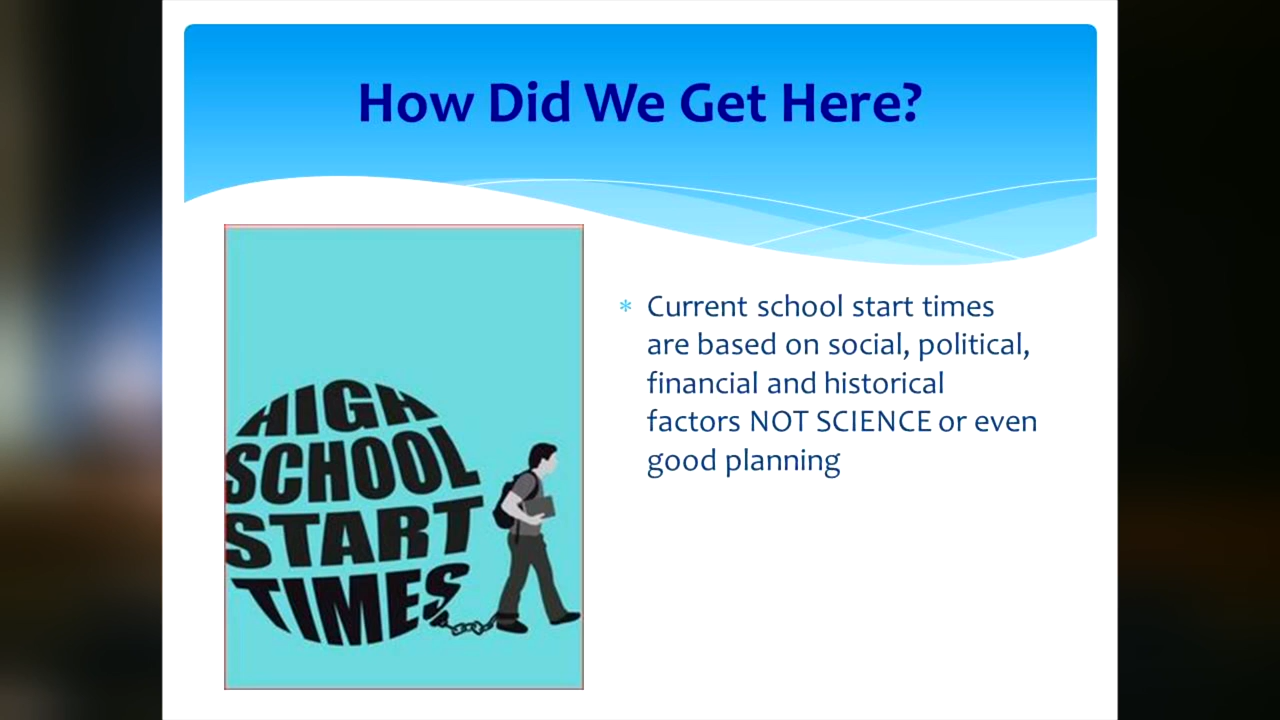 How Did We Get Here?
HIGH
SCHOOL
START
TIMES
* Current school start times
are based on social, political,
financial and historical
factors NOT SCIENCE or even
good planning